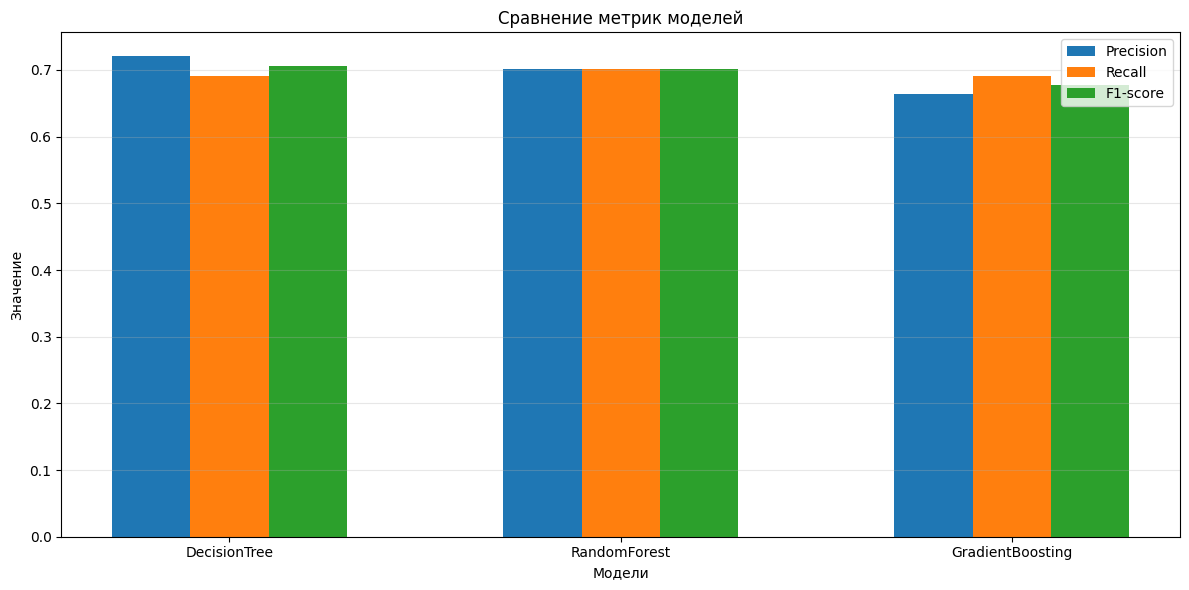 Сравнение метрик моделей
Precision
Recall
F1-score
0.7
0.6
0.5
0.4
0.3
0.2
0.1
0.0
Значение
DecisionTree
RandomForest
GradientBoosting
Модели